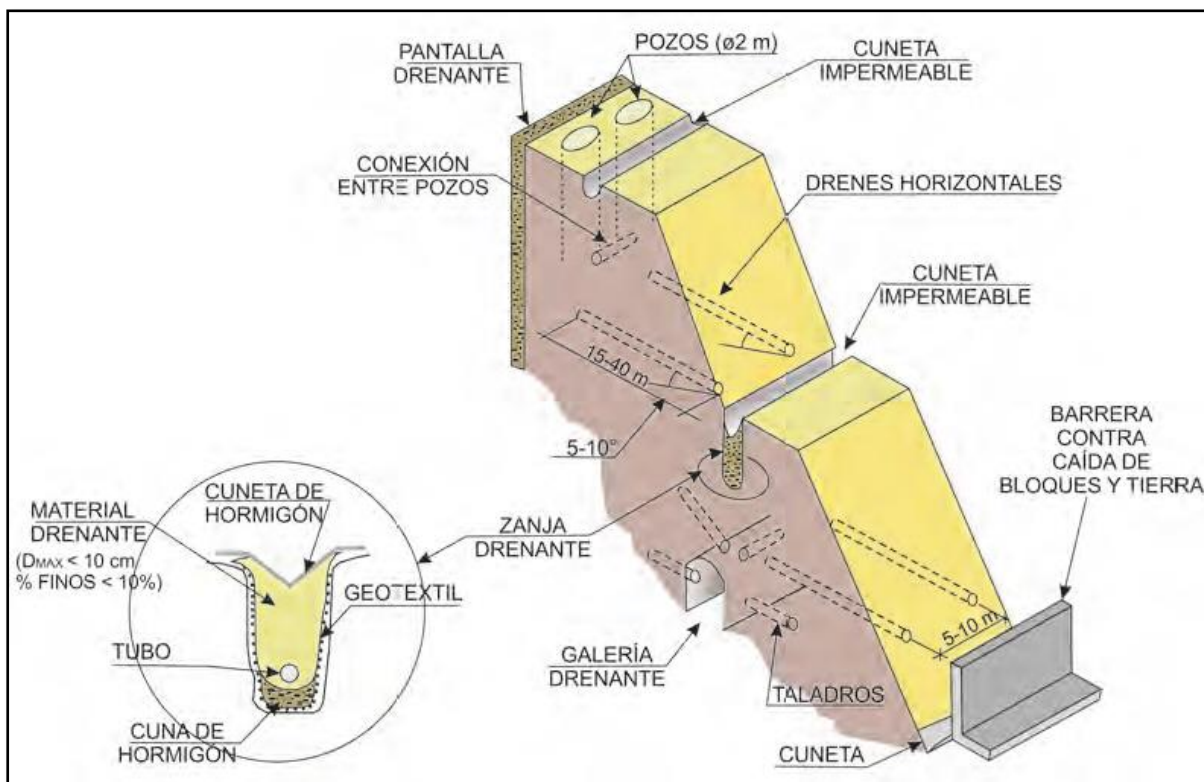 PANTALLA
DRENANTE
POZOS (ø2 m)
CUNETA
IMPERMEABLE
CONEXIÓN
ENTRE POZOS
DRENES HORIZONTALES
CUNETA
IMPERMEABLE
15-40 m
5-10°
BARRERA
CONTRA
CAÍDA DE
BLOQUES Y TIERRA
CUNETA DE
HORMIGÓN
MATERIAL
DRENANTE
(DMAX < 10 cm
% FINOS < 10%)
ZANJA
DRENANTE
GEOTEXTIL
TUBO
CUNA DE
HORMIGÓN
GALERÍA
DRENANTE
TALADROS
5-10 m
CUNETA